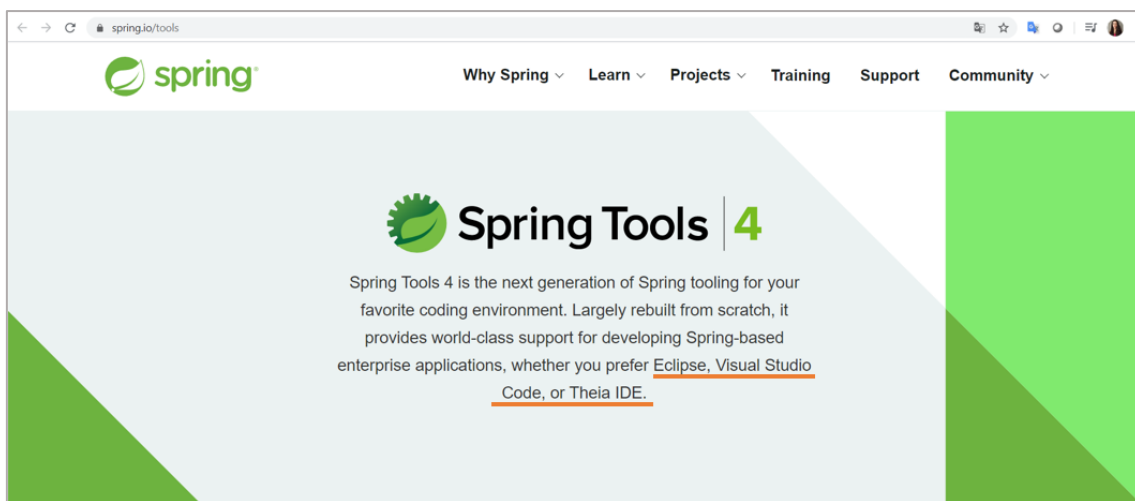 spring.io/tools
spring
Why Spring Learn Projects Training Support Community
Spring Tools 4
Spring Tools 4 is the next generation of Spring tooling for your
favorite coding environment. Largely rebuilt from scratch, it
provides world-class support for developing Spring-based
enterprise applications, whether you prefer Eclipse, Visual Studio
Code, or Theia IDE.